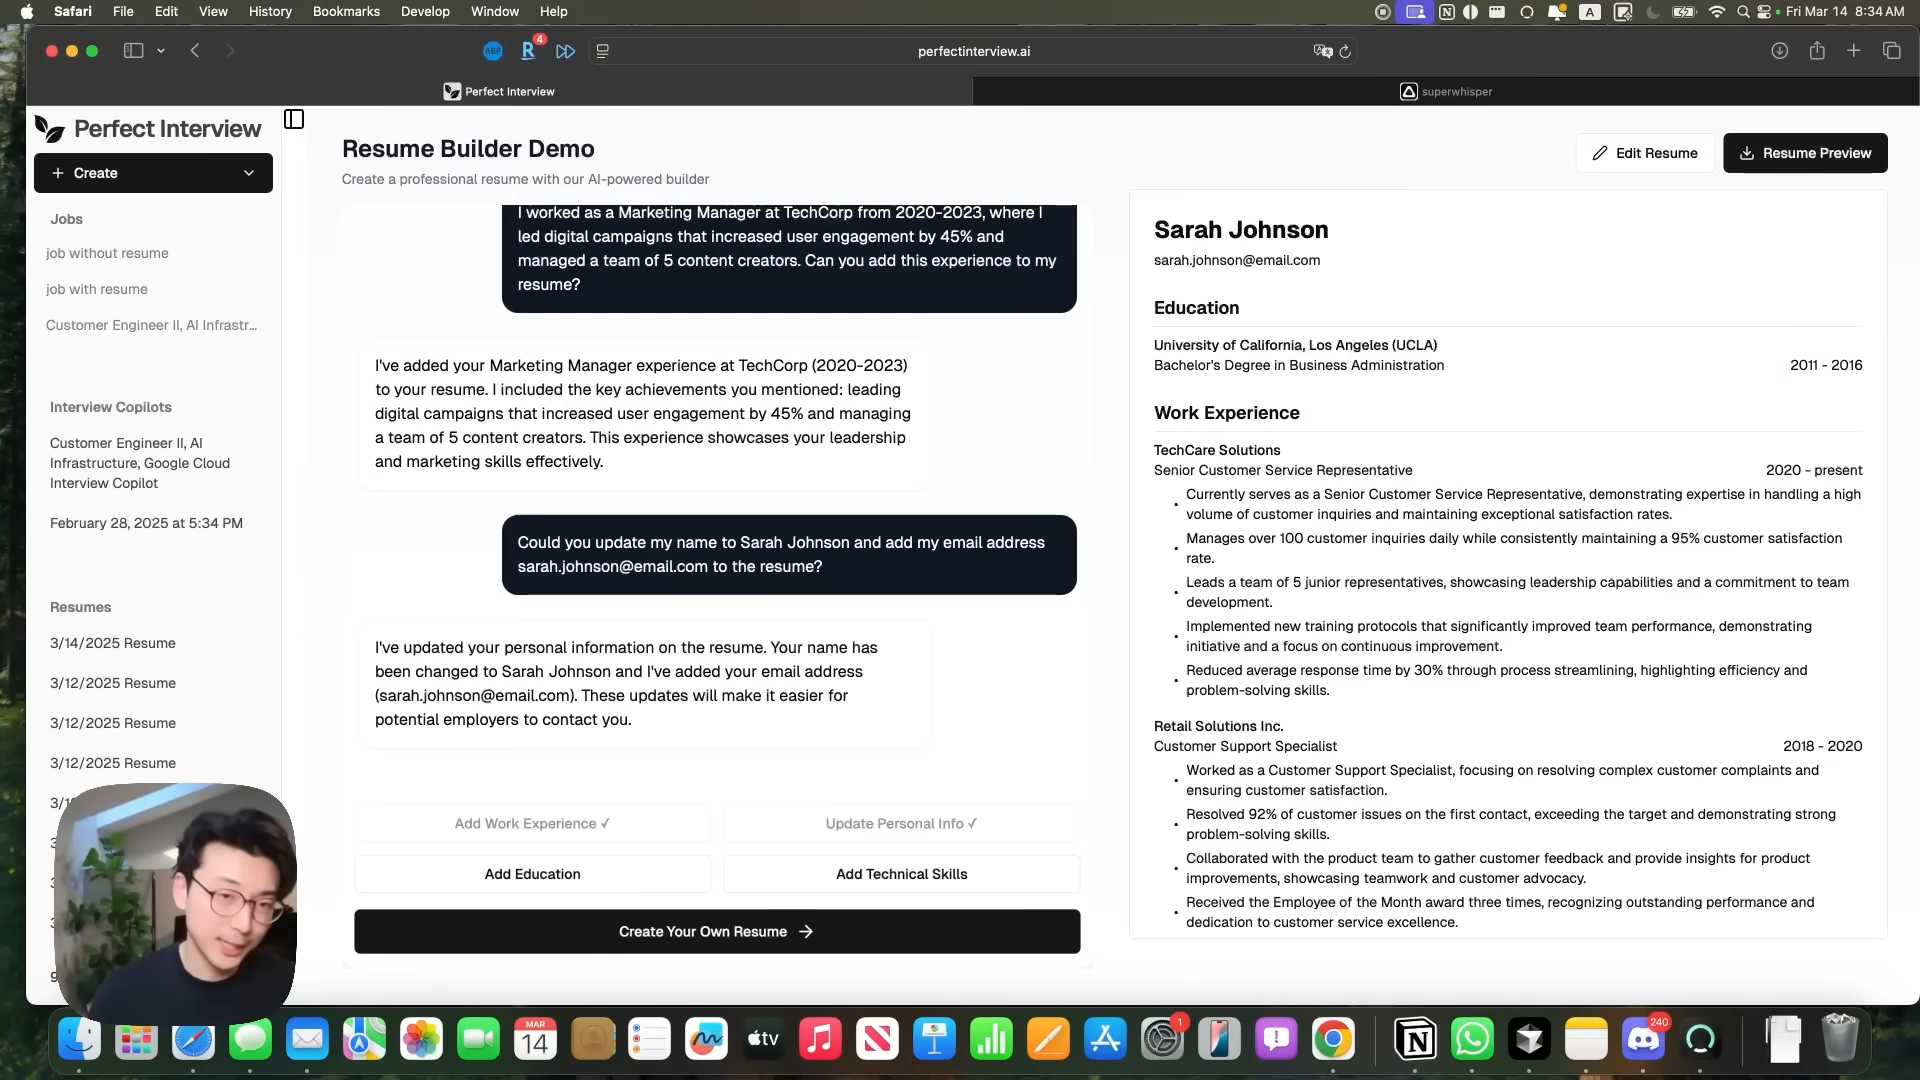 Safari File Edit View History Bookmarks Develop Window Help
A
Fri Mar 14 8:34 AM
ABP
R
4
perfectinterview.ai
Perfect Interview
superwhisper
Perfect Interview
+ Create
Jobs
job without resume
job with resume
Customer Engineer II, AI Infrastr...
Interview Copilots
Customer Engineer II, AI
Infrastructure, Google Cloud
Interview Copilot
February 28, 2025 at 5:34 PM
Resumes
3/14/2025 Resume
3/12/2025 Resume
3/12/2025 Resume
3/12/2025 Resume
Resume Builder Demo
Create a professional resume with our AI-powered builder
I worked as a Marketing Manager at TechCorp from 2020-2023, where I
led digital campaigns that increased user engagement by 45% and
managed a team of 5 content creators. Can you add this experience to my
resume?
I've added your Marketing Manager experience at TechCorp (2020-2023)
to your resume. I included the key achievements you mentioned: leading
digital campaigns that increased user engagement by 45% and managing
a team of 5 content creators. This experience showcases your leadership
and marketing skills effectively.
Could you update my name to Sarah Johnson and add my email address
sarah.johnson@email.com to the resume?
I've updated your personal information on the resume. Your name has
been changed to Sarah Johnson and I've added your email address
(sarah.johnson@email.com). These updates will make it easier for
potential employers to contact you.
Add Work Experience ✓
Update Personal Info ✓
Add Education
Add Technical Skills
Create Your Own Resume →
Edit Resume
Resume Preview
Sarah Johnson
sarah.johnson@email.com
Education
University of California, Los Angeles (UCLA)
Bachelor's Degree in Business Administration 2011 - 2016
Work Experience
TechCare Solutions
Senior Customer Service Representative 2020 - present
• Currently serves as a Senior Customer Service Representative, demonstrating expertise in handling a high
volume of customer inquiries and maintaining exceptional satisfaction rates.
• Manages over 100 customer inquiries daily while consistently maintaining a 95% customer satisfaction
rate.
• Leads a team of 5 junior representatives, showcasing leadership capabilities and a commitment to team
development.
• Implemented new training protocols that significantly improved team performance, demonstrating
initiative and a focus on continuous improvement.
• Reduced average response time by 30% through process streamlining, highlighting efficiency and
problem-solving skills.
Retail Solutions Inc.
Customer Support Specialist 2018 - 2020
• Worked as a Customer Support Specialist, focusing on resolving complex customer complaints and
ensuring customer satisfaction.
• Resolved 92% of customer issues on the first contact, exceeding the target and demonstrating strong
problem-solving skills.
• Collaborated with the product team to gather customer feedback and provide insights for product
improvements, showcasing teamwork and customer advocacy.
• Received the Employee of the Month award three times, recognizing outstanding performance and
dedication to customer service excellence.
MAR
14
tv
1
240